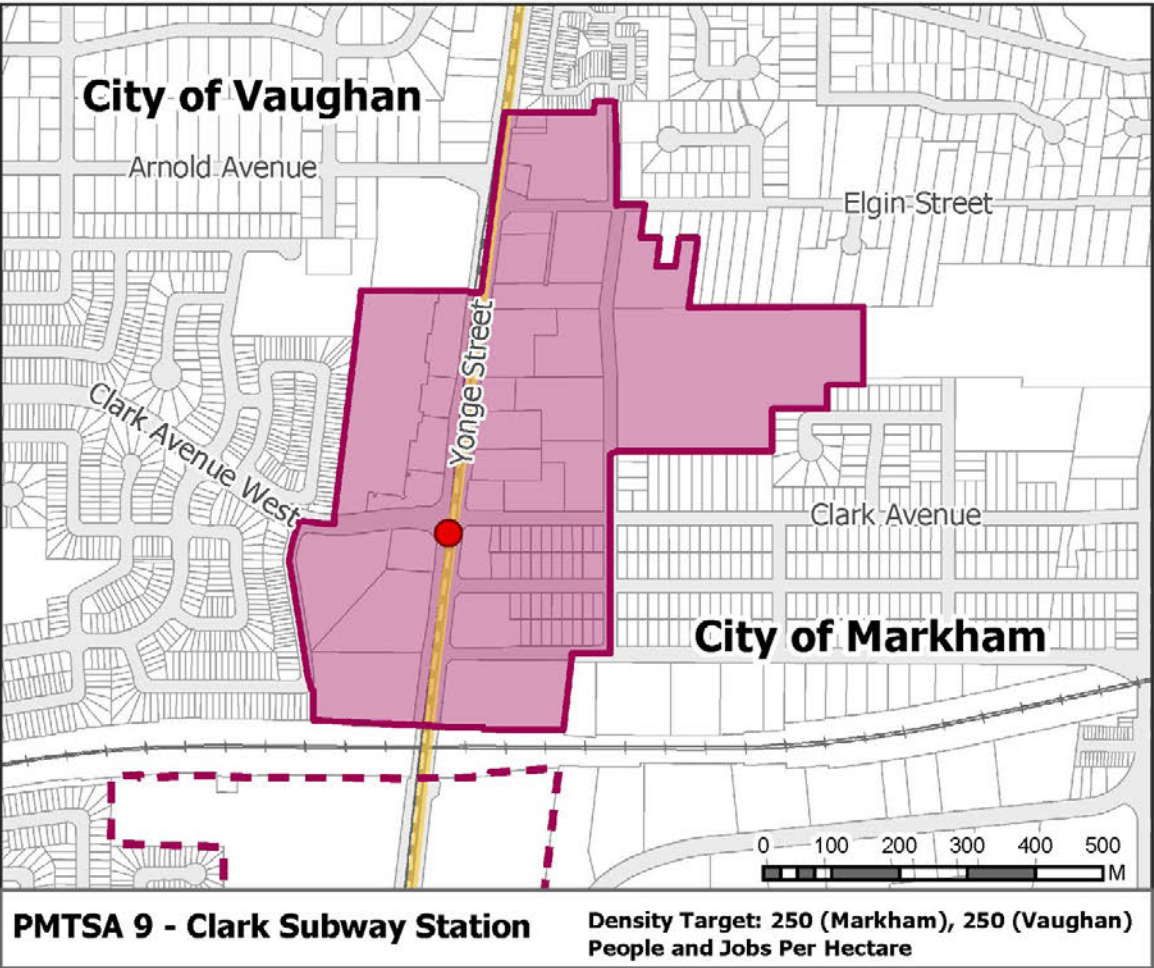 City of Vaughan
Arnold Avenue
Elgin Street
Yonge Street
Clark Avenue West
Clark Avenue
City of Markham
0 100 200 300 400 500
M
PMTSA 9 - Clark Subway Station
Density Target: 250 (Markham), 250 (Vaughan)
People and Jobs Per Hectare